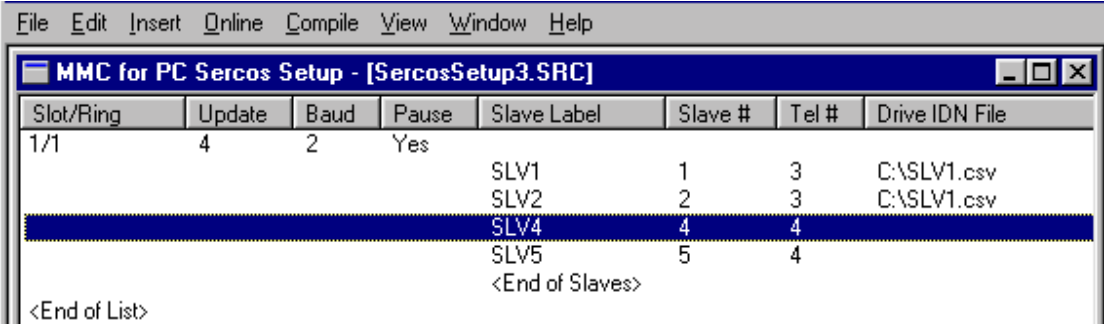 File Edit Insert Online Compile View Window Help
MMC for PC Sercos Setup - [SercosSetup3.SRC]
Slot/Ring Update Baud Pause Slave Label Slave # Tel # Drive IDN File
1/1 4 2 Yes
SLV1 1 3 C:\SLV1.csv
SLV2 2 3 C:\SLV1.csv
SLV4 4 4
SLV5 5 4
<End of Slaves>
<End of List>